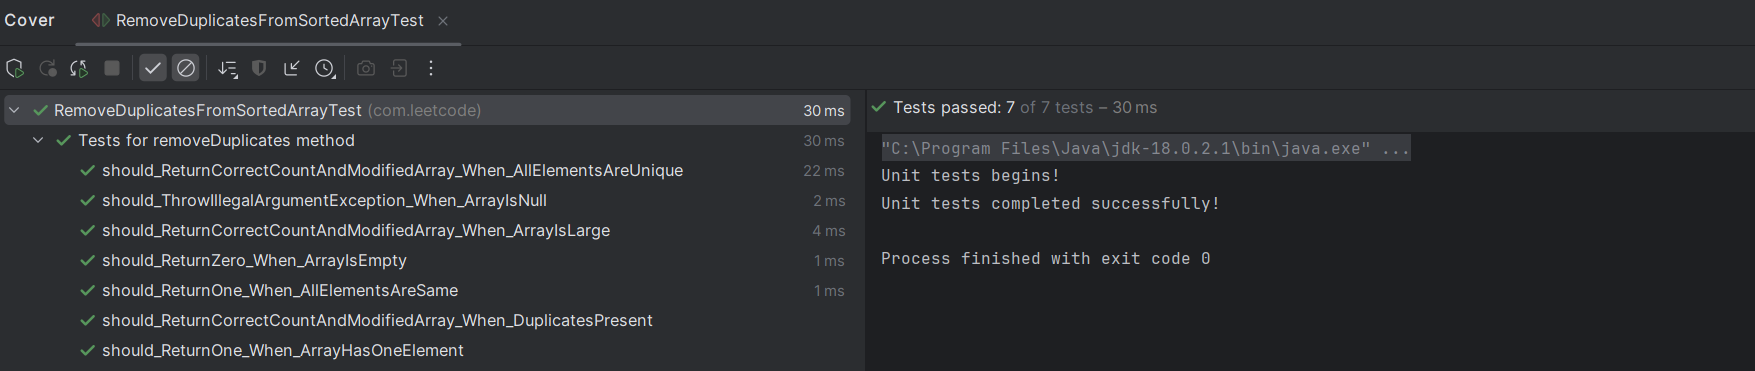 Cover RemoveDuplicatesFromSortedArrayTest
RemoveDuplicatesFromSortedArrayTest (com.leetcode) 30 ms
Tests for removeDuplicates method 30 ms
should_ReturnCorrectCountAndModifiedArray_When_AllElementsAreUnique 22 ms
should_ThrowIllegalArgumentException_When_ArrayIsNull 2 ms
should_ReturnCorrectCountAndModifiedArray_When_ArrayIsLarge 4 ms
should_ReturnZero_When_ArrayIsEmpty 1 ms
should_ReturnOne_When_AllElementsAreSame 1 ms
should_ReturnCorrectCountAndModifiedArray_When_DuplicatesPresent
should_ReturnOne_When_ArrayHasOneElement
Tests passed: 7 of 7 tests – 30 ms
"C:\Program Files\Java\jdk-18.0.2.1\bin\java.exe" ...
Unit tests begins!
Unit tests completed successfully!
Process finished with exit code 0